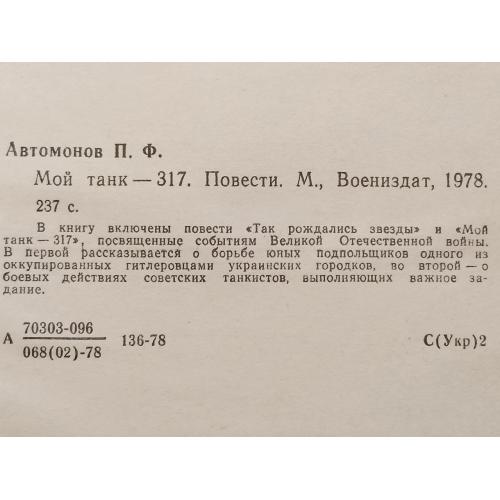 Автомонов П. Ф.
Мой танк — 317. Повести. М., Воениздат, 1978.
237 с.
В книгу включены повести «Так рождались звезды» и «Мой
танк — 317», посвященные событиям Великой Отечественной войны.
В первой рассказывается о борьбе юных подпольщиков одного из
оккупированных гитлеровцами украинских городков, во второй — о
боевых действиях советских танкистов, выполняющих важное за-
дание.
А 70303-096 / 068(02)-78 136-78 С(Укр)2